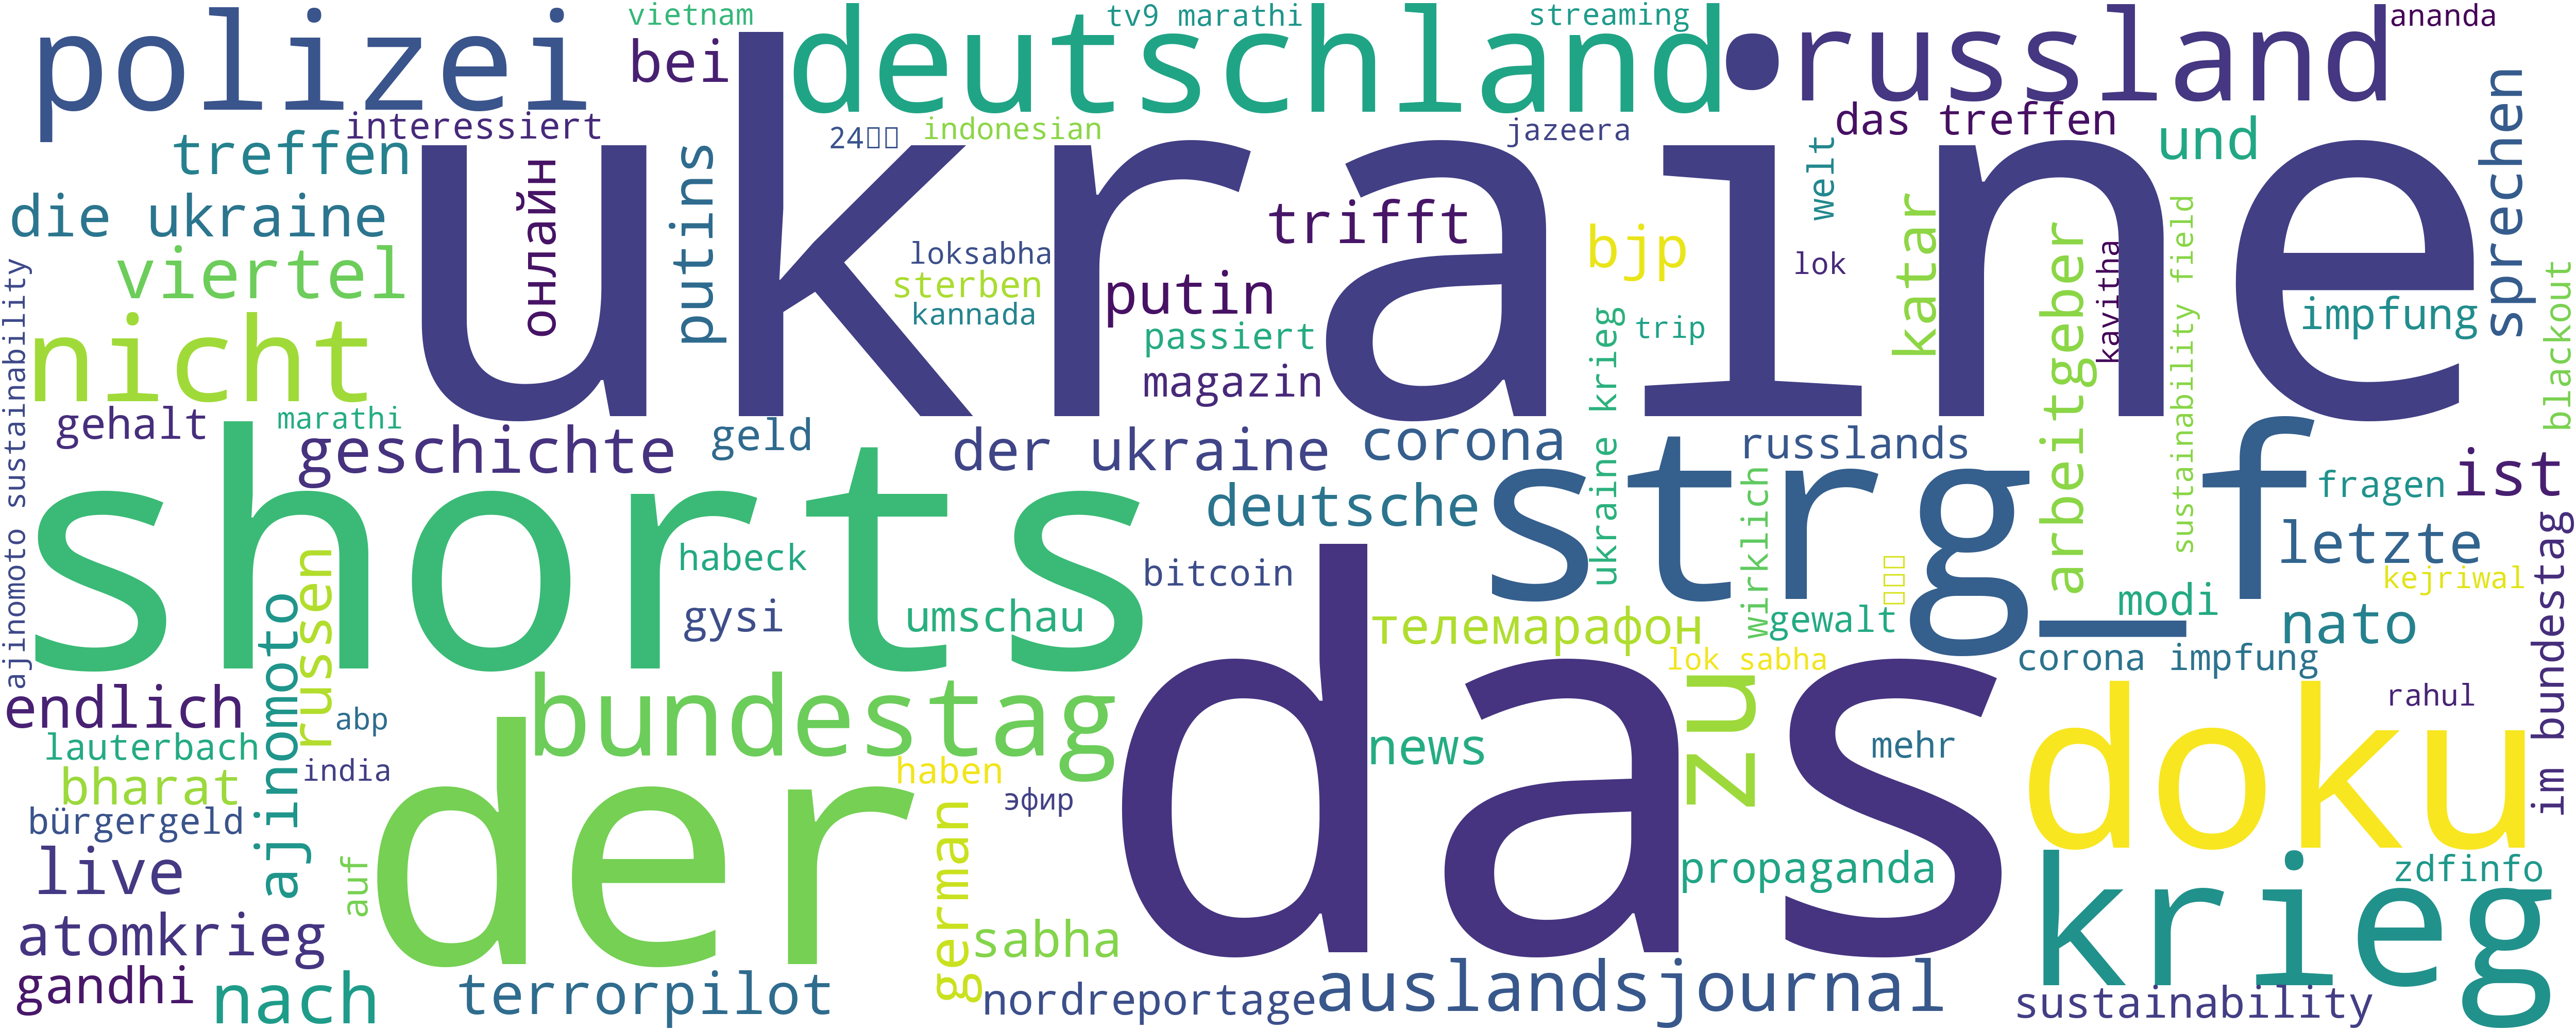 vietnam
tv9 marathi
streaming
ananda
polizei
bei
deutschland
•russland
interessiert
24
indonesian
jazeera
das treffen
und
sprechen
treffen
онлайн
putins
ukraine
welt
die ukraine
trifft
katar
viertel
loksabha
bjp
lok
kavitha
sterben
putin
arbeitgeber
sustainability field
impfung
kannada
passiert
trip
blackout
nicht
magazin
ukraine krieg
ajinomoto sustainability
gehalt
marathi
geschichte
geld
der ukraine
corona
russlands
ist
shorts
deutsche
strg_f
fragen
wirklich
letzte
habeck
bitcoin
kejriwal
russen
gysi
umschau
телемарафон
gewalt
modi
nato
im bundestag
lok sabha
corona impfung
ajinomoto
endlich
abp
bundestag
zu
rahul
lauterbach
news
mehr
doku
bharat
india
haben
das
bürgergeld
der
эфир
live
auf
german
propaganda
zdfinfo
krieg
atomkrieg
sabha
gandhi
nach
terrorpilot
nordreportage
auslandsjournal
sustainability